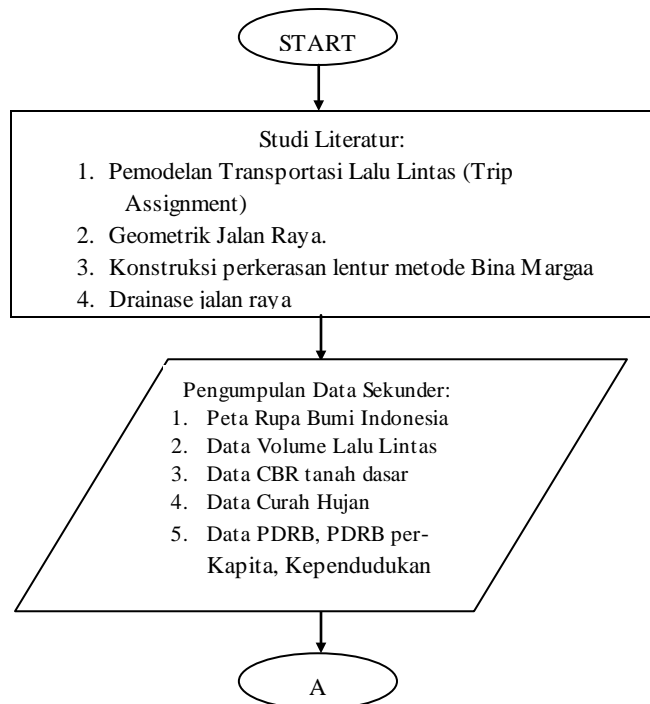 START
Studi Literatur:
1. Pemodelan Transportasi Lalu Lintas (Trip
Assignment)
2. Geometrik Jalan Raya.
3. Konstruksi perkerasan lentur metode Bina Margaa
4. Drainase jalan raya
Pengumpulan Data Sekunder:
1. Peta Rupa Bumi Indonesia
2. Data Volume Lalu Lintas
3. Data CBR tanah dasar
4. Data Curah Hujan
5. Data PDRB, PDRB per-
Kapita, Kependudukan
A